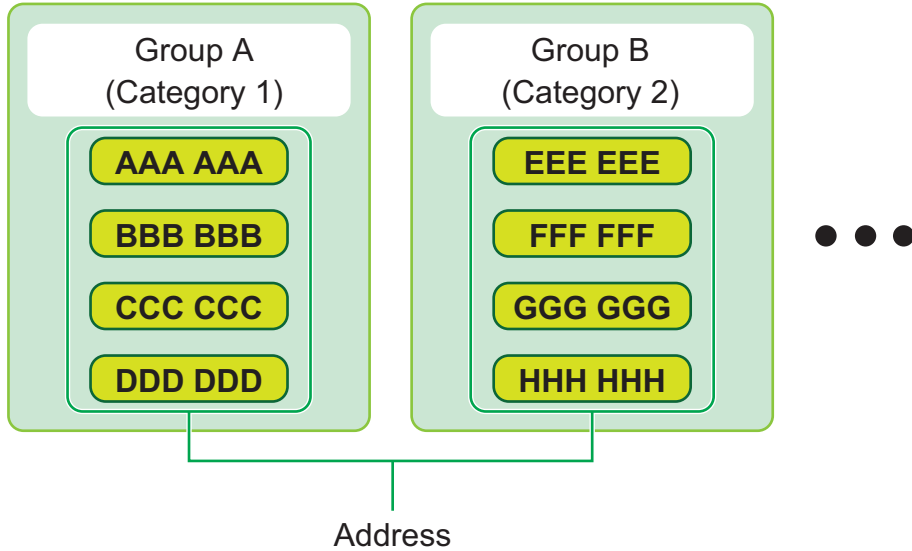 Group A
(Category 1)
AAA AAA
BBB BBB
CCC CCC
DDD DDD
Group B
(Category 2)
EEE EEE
FFF FFF
GGG GGG
HHH HHH
Address